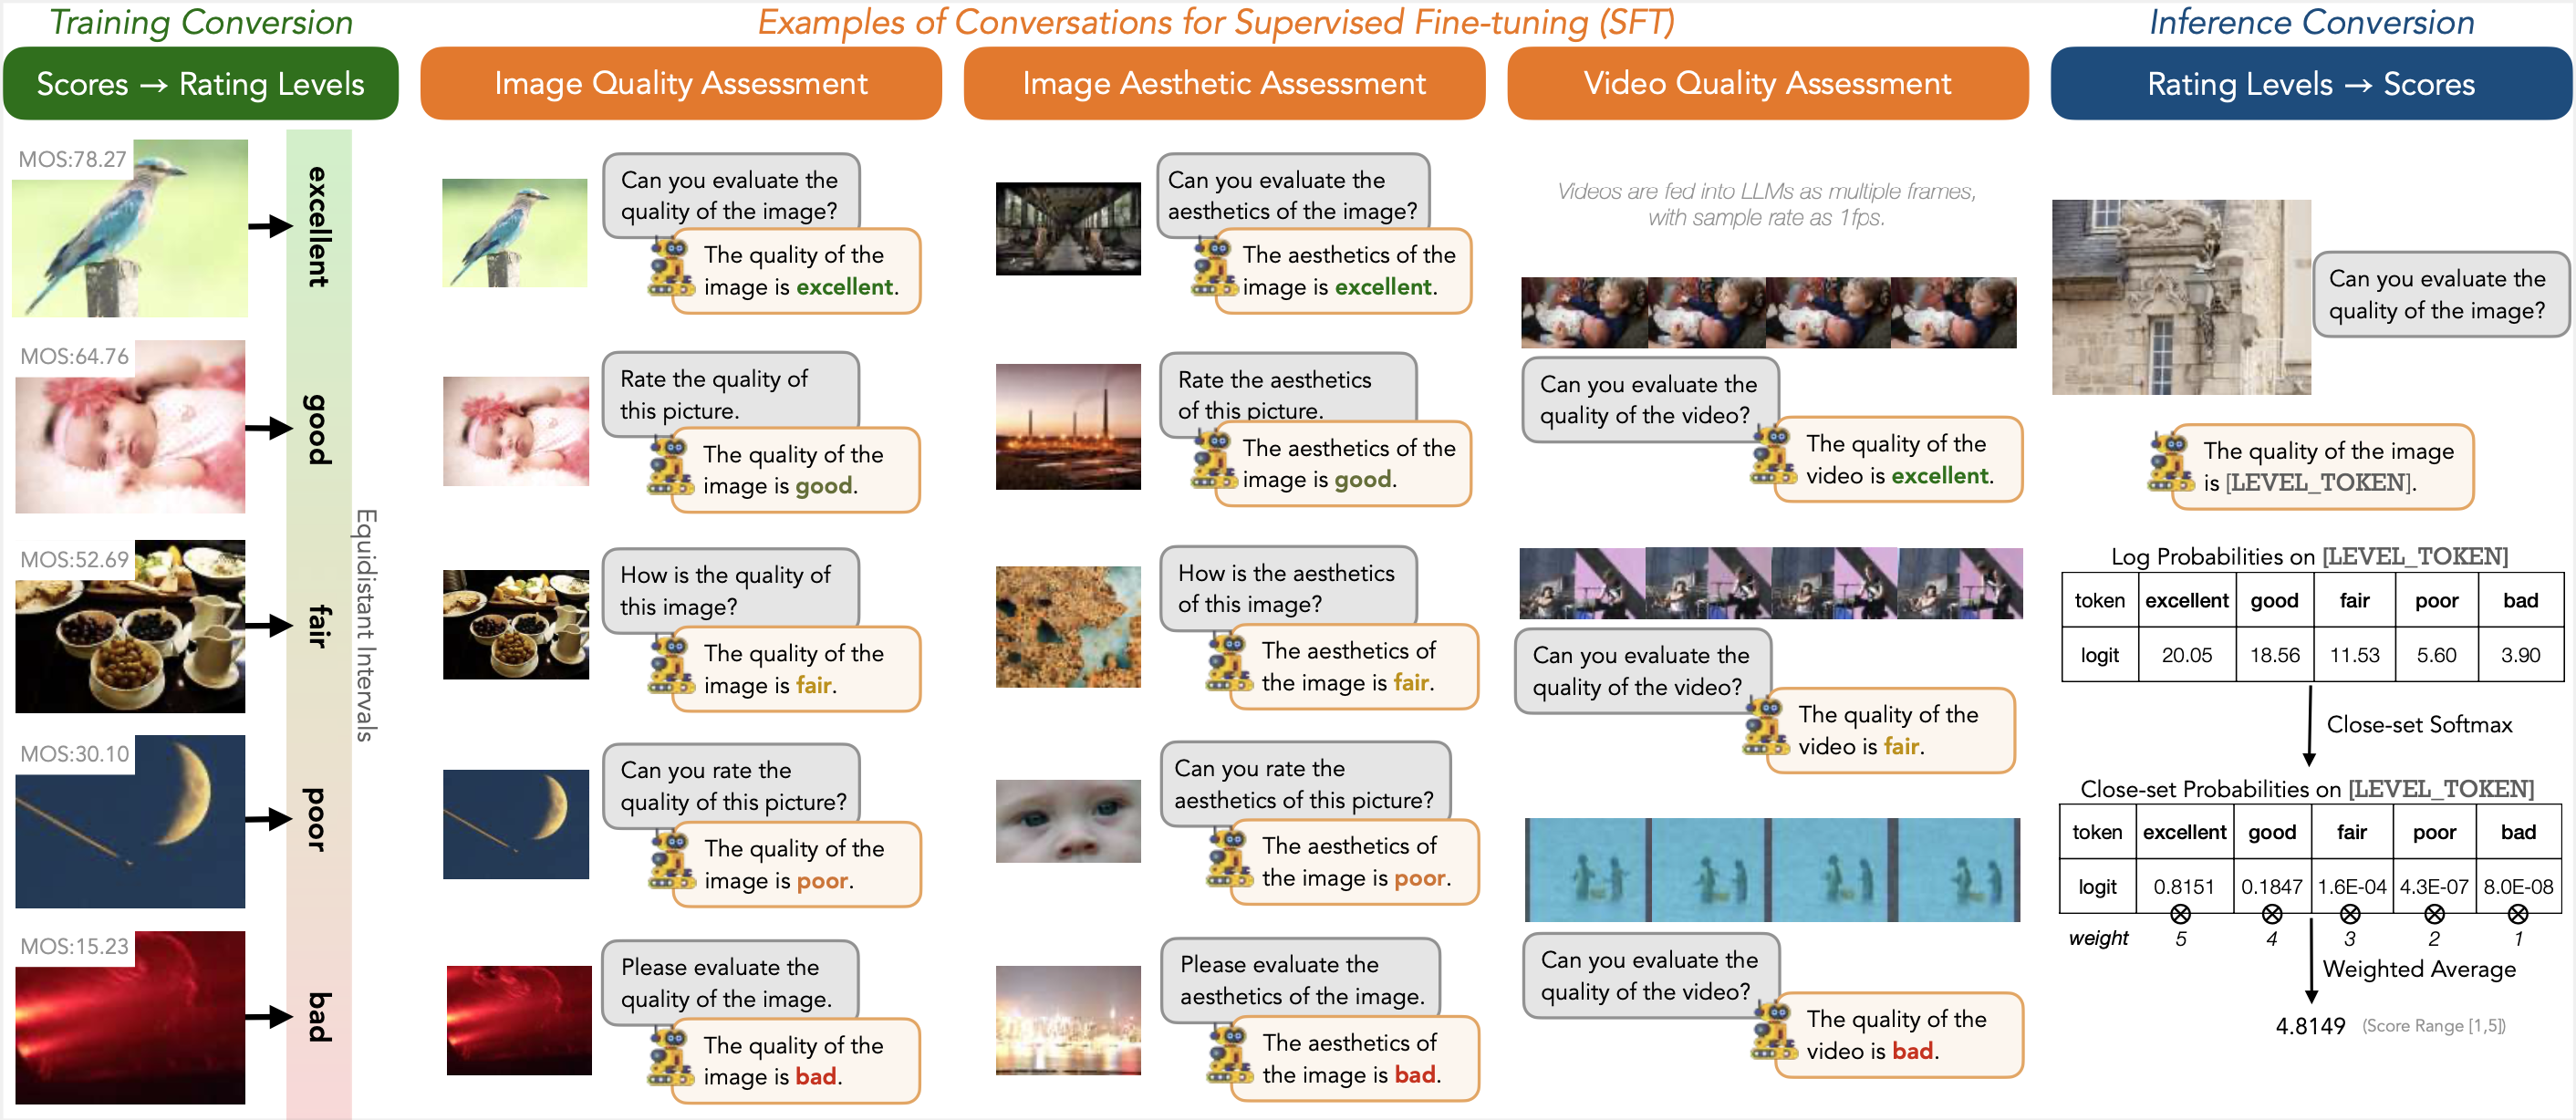 Training Conversion
Scores → Rating Levels
MOS:78.27
excellent
MOS:64.76
good
MOS:52.69
fair
MOS:30.10
poor
MOS:15.23
bad
Equidistant Intervals
Examples of Conversations for Supervised Fine-tuning (SFT)
Image Quality Assessment
Can you evaluate the
quality of the image?
The quality of the
image is excellent.
Rate the quality of
this picture.
The quality of the
image is good.
How is the quality of
this image?
The quality of the
image is fair.
Can you rate the
quality of this picture?
The quality of the
image is poor.
Please evaluate the
quality of the image.
The quality of the
image is bad.
Image Aesthetic Assessment
Can you evaluate the
aesthetics of the image?
The aesthetics of the
image is excellent.
Rate the aesthetics
of this picture.
The aesthetics of the
image is good.
How is the aesthetics
of this image?
The aesthetics of
the image is fair.
Can you rate the
aesthetics of this picture?
The aesthetics of
the image is poor.
Please evaluate the
aesthetics of the image.
The aesthetics of
the image is bad.
Video Quality Assessment
Videos are fed into LLMs as multiple frames,
with sample rate as 1fps.
Can you evaluate the
quality of the video?
The quality of the
video is excellent.
Can you evaluate the
quality of the video?
The quality of the
video is fair.
Can you evaluate the
quality of the video?
The quality of the
video is bad.
Inference Conversion
Rating Levels → Scores
Can you evaluate the
quality of the image?
The quality of the image
is [LEVEL_TOKEN].
Log Probabilities on [LEVEL_TOKEN]
token excellent good fair poor bad
logit 20.05 18.56 11.53 5.60 3.90
Close-set Softmax
Close-set Probabilities on [LEVEL_TOKEN]
token excellent good fair poor bad
logit 0.8151 0.1847 1.6E-04 4.3E-07 8.0E-08
weight 5 4 3 2 1
Weighted Average
4.8149 (Score Range [1,5])